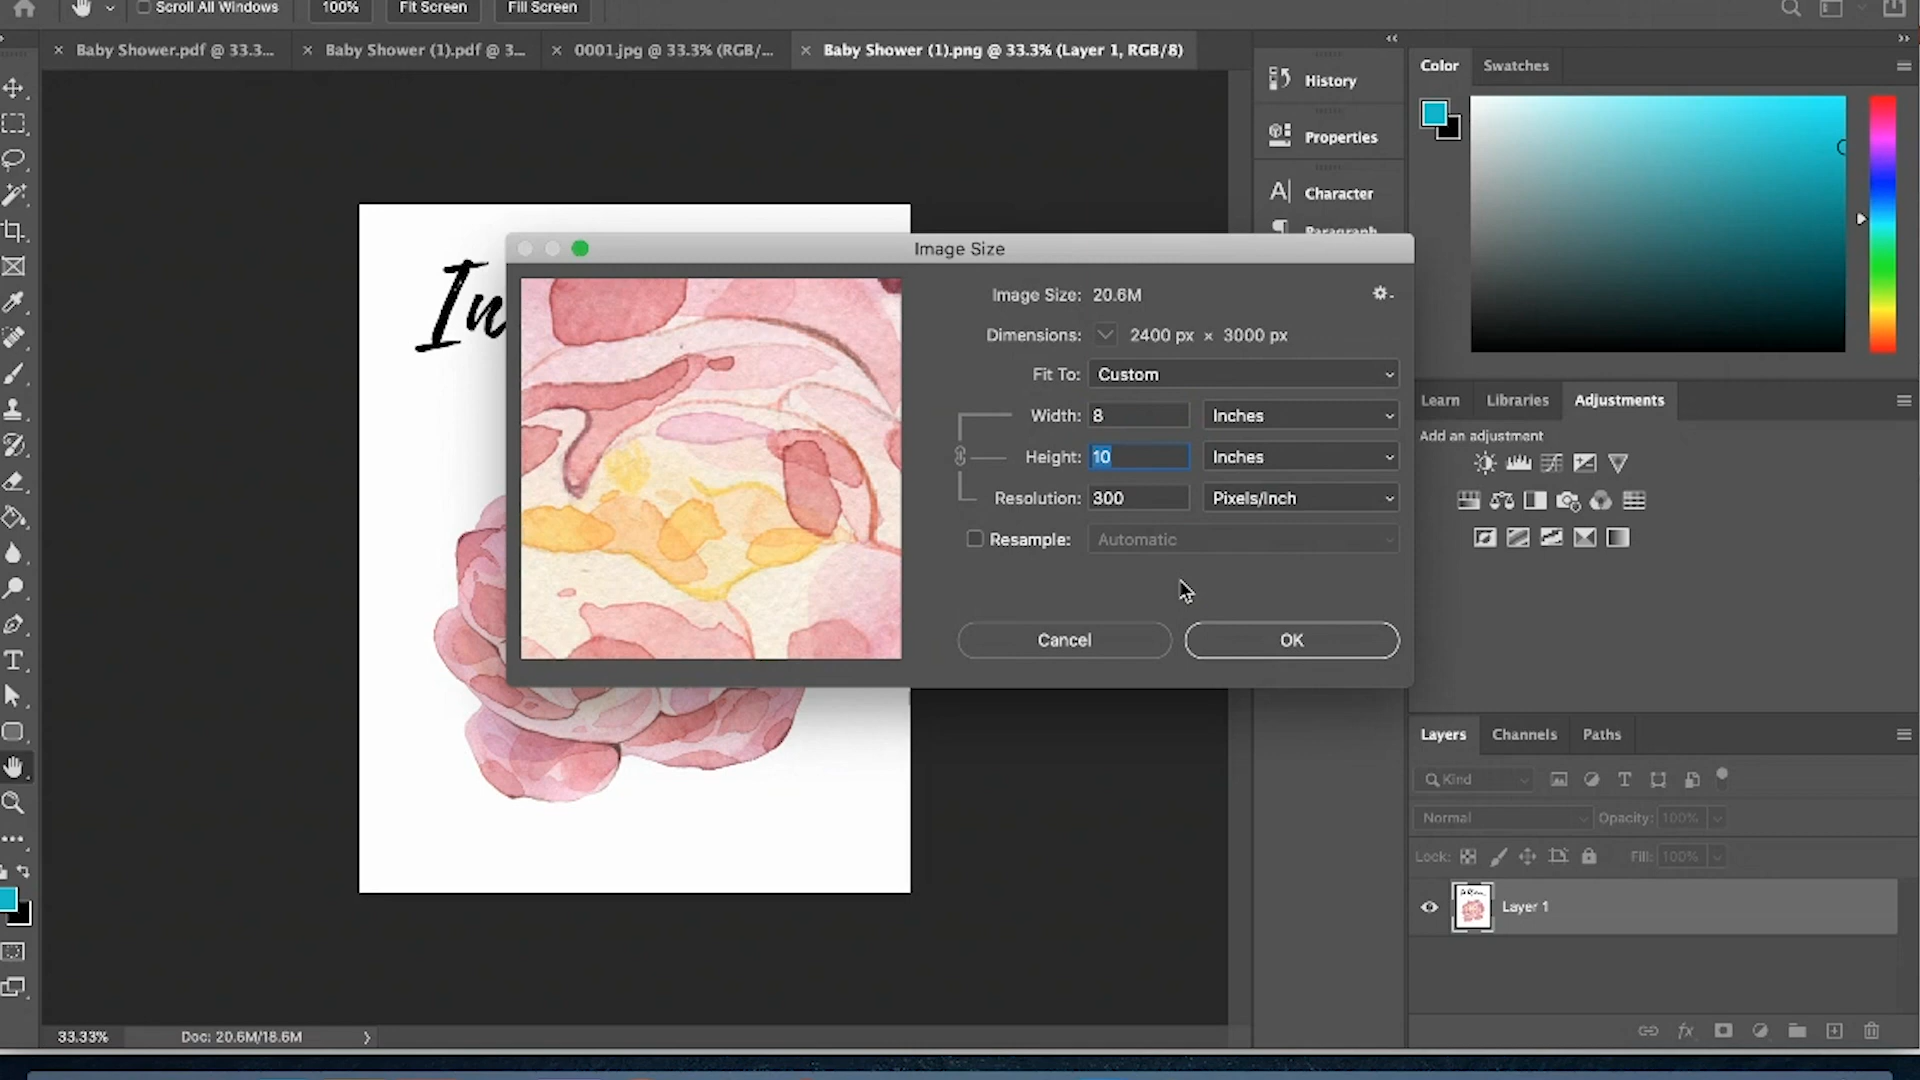 Scroll All Windows 100% Fit Screen Fill Screen
Baby Shower.pdf @ 33.3... Baby Shower (1).pdf @ 3... 0001.jpg @ 33.3% (RGB/... Baby Shower (1).png @ 33.3% (Layer 1, RGB/8)
History
Properties
Character
Paragraph
Color Swatches
In
Image Size
Image Size: 20.6M
Dimensions: 2400 px × 3000 px
Fit To: Custom
Width: 8 Inches
Height: 10 Inches
Resolution: 300 Pixels/Inch
Resample: Automatic
Cancel OK
Learn Libraries Adjustments
Add an adjustment
Layers Channels Paths
Kind
Normal Opacity: 100%
Lock: Fill: 100%
Layer 1
33.33% Doc: 20.6M/18.6M